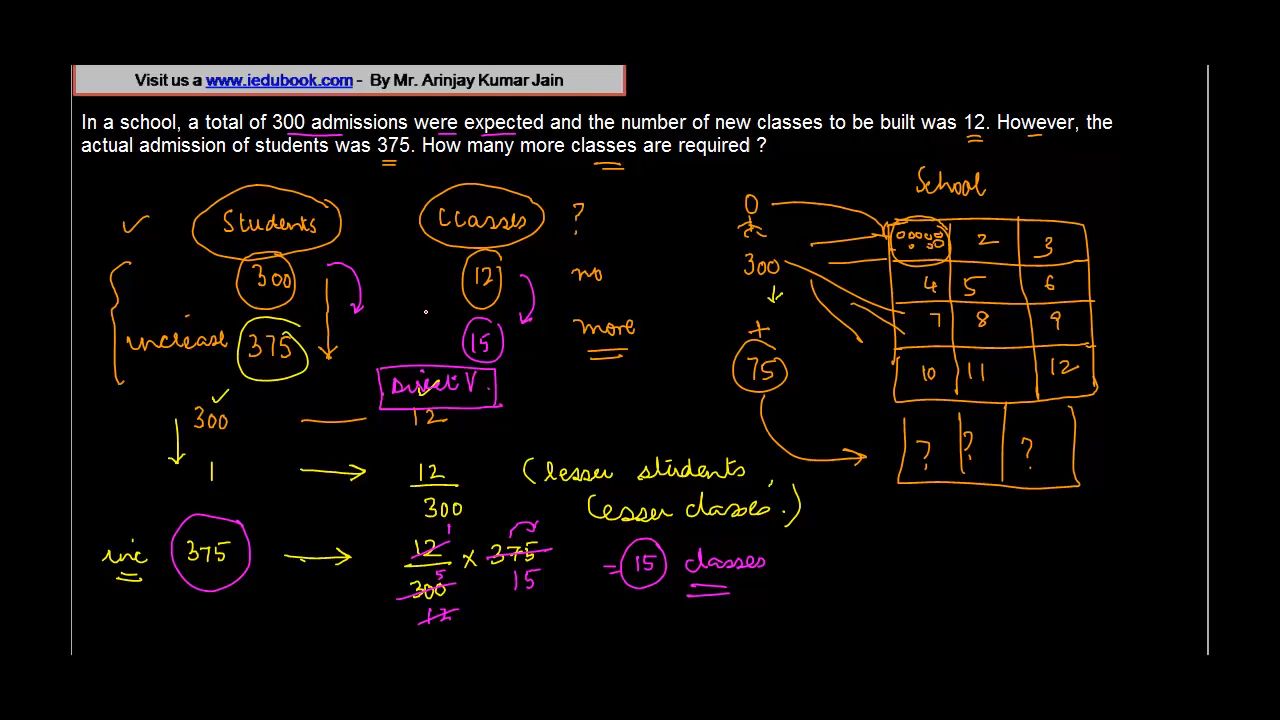 Visit us a www.iedubook.com - By Mr. Arinjay Kumar Jain
In a school, a total of 300 admissions were expected and the number of new classes to be built was 12. However, the
actual admission of students was 375. How many more classes are required ?
School
Students Classes ?
300 12 no
increase 375 15 more
Direct V.
300 12
1 12/300 (lesser students,
lesser classes.)
inc 375 12/300 × 375 = 15 classes
1 5 12 15
300
+
75
2 3
4 5 6
7 8 9
10 11 12
? ? ?